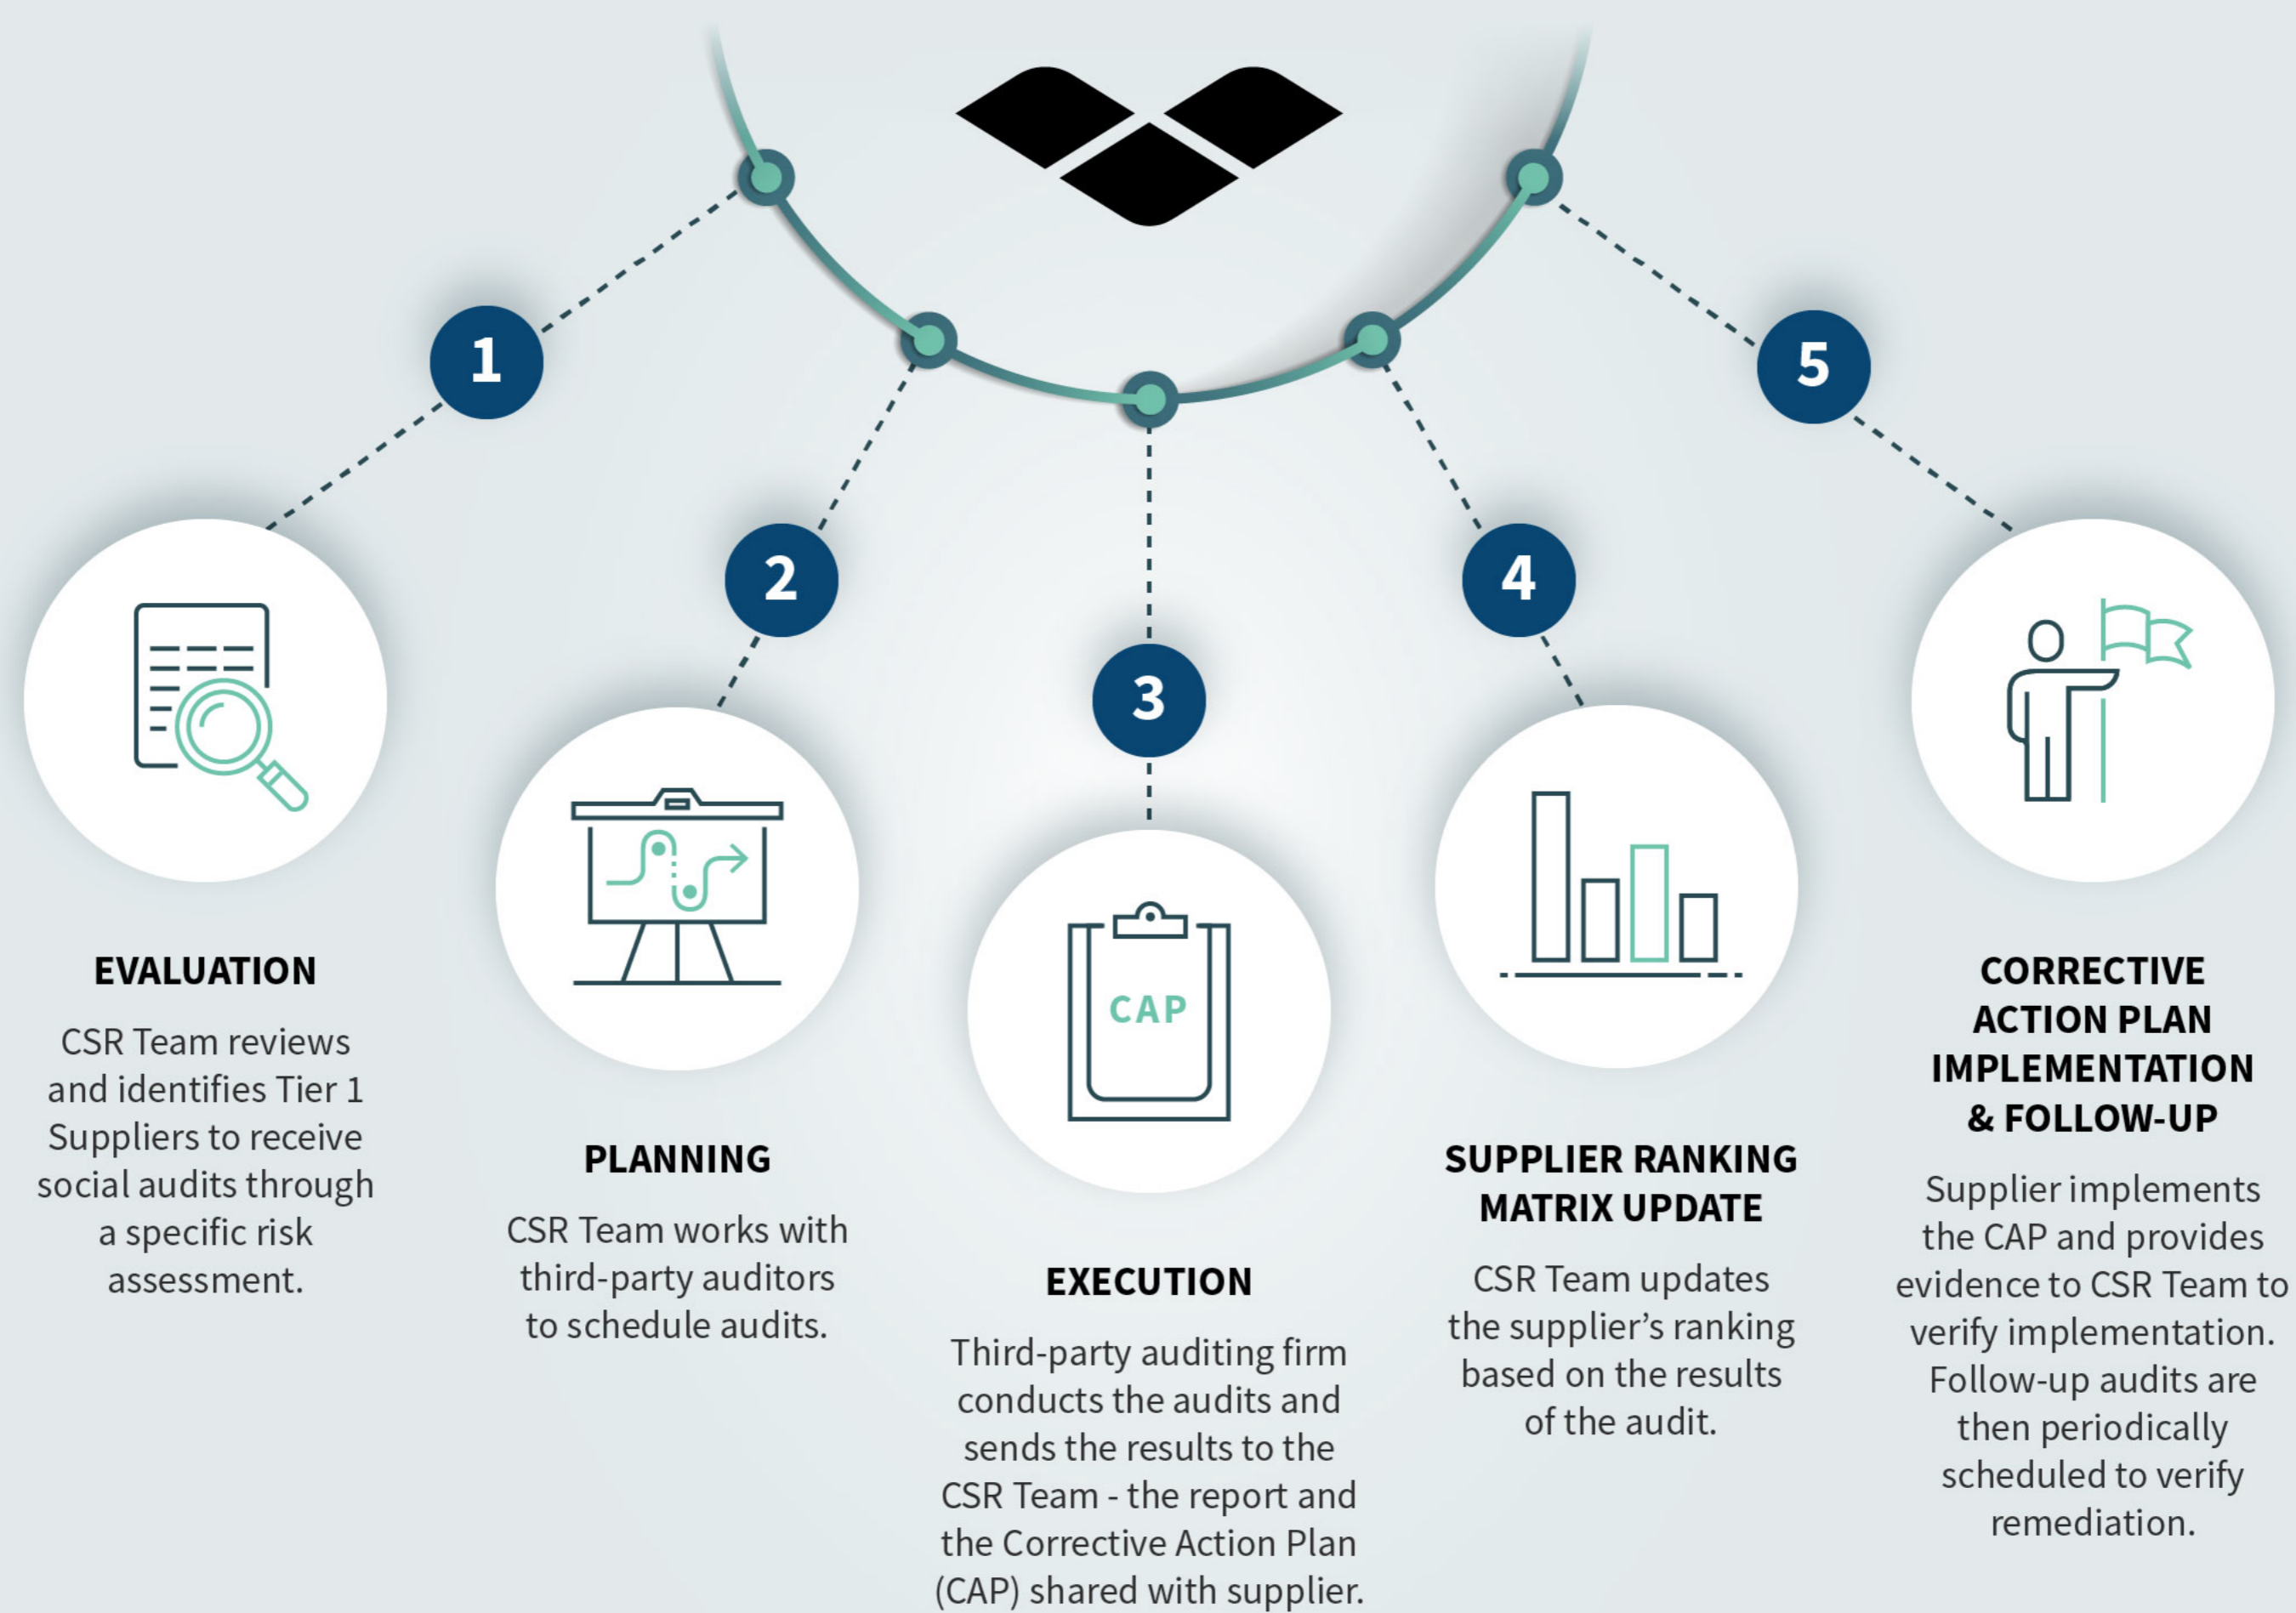 1
EVALUATION
CSR Team reviews
and identifies Tier 1
Suppliers to receive
social audits through
a specific risk
assessment.
2
PLANNING
CSR Team works with
third-party auditors
to schedule audits.
3
CAP
EXECUTION
Third-party auditing firm
conducts the audits and
sends the results to the
CSR Team - the report and
the Corrective Action Plan
(CAP) shared with supplier.
4
SUPPLIER RANKING
MATRIX UPDATE
CSR Team updates
the supplier’s ranking
based on the results
of the audit.
5
CORRECTIVE
ACTION PLAN
IMPLEMENTATION
& FOLLOW-UP
Supplier implements
the CAP and provides
evidence to CSR Team to
verify implementation.
Follow-up audits are
then periodically
scheduled to verify
remediation.